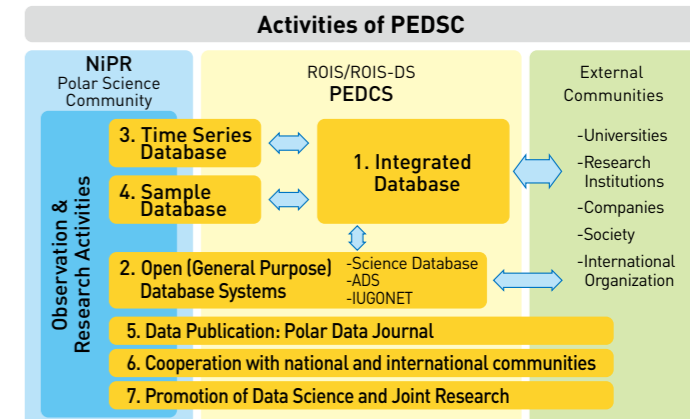 Activities of PEDSC
NiPR
Polar Science
Community
Observation &
Research Activities
ROIS/ROIS-DS
PEDCS
External
Communities
3. Time Series
Database
4. Sample
Database
1. Integrated
Database
2. Open (General Purpose)
Database Systems
-Science Database
-ADS
-IUGONET
-Universities
-Research
Institutions
-Companies
-Society
-International
Organization
5. Data Publication: Polar Data Journal
6. Cooperation with national and international communities
7. Promotion of Data Science and Joint Research